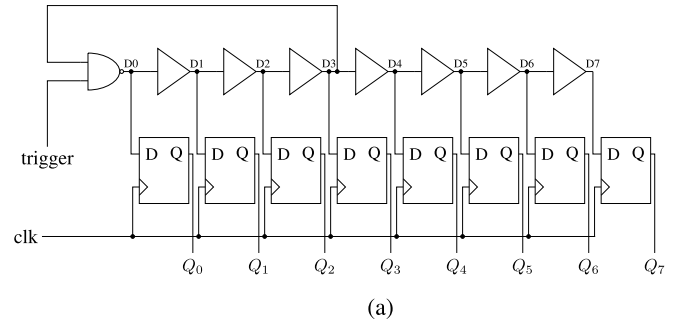 D0 D1 D2 D3 D4 D5 D6 D7
D Q D Q D Q D Q D Q D Q D Q D Q
trigger
clk
Q0 Q1 Q2 Q3 Q4 Q5 Q6 Q7
(a)